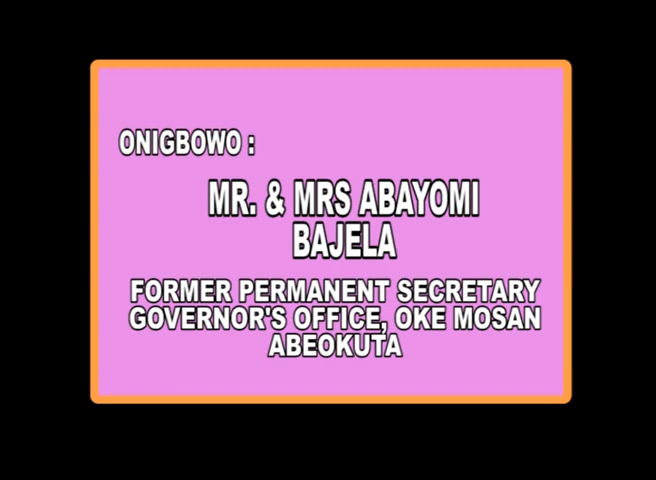 ONIGBOWO :
MR. & MRS ABAYOMI
BAJELA
FORMER PERMANENT SECRETARY
GOVERNOR'S OFFICE, OKE MOSAN
ABEOKUTA